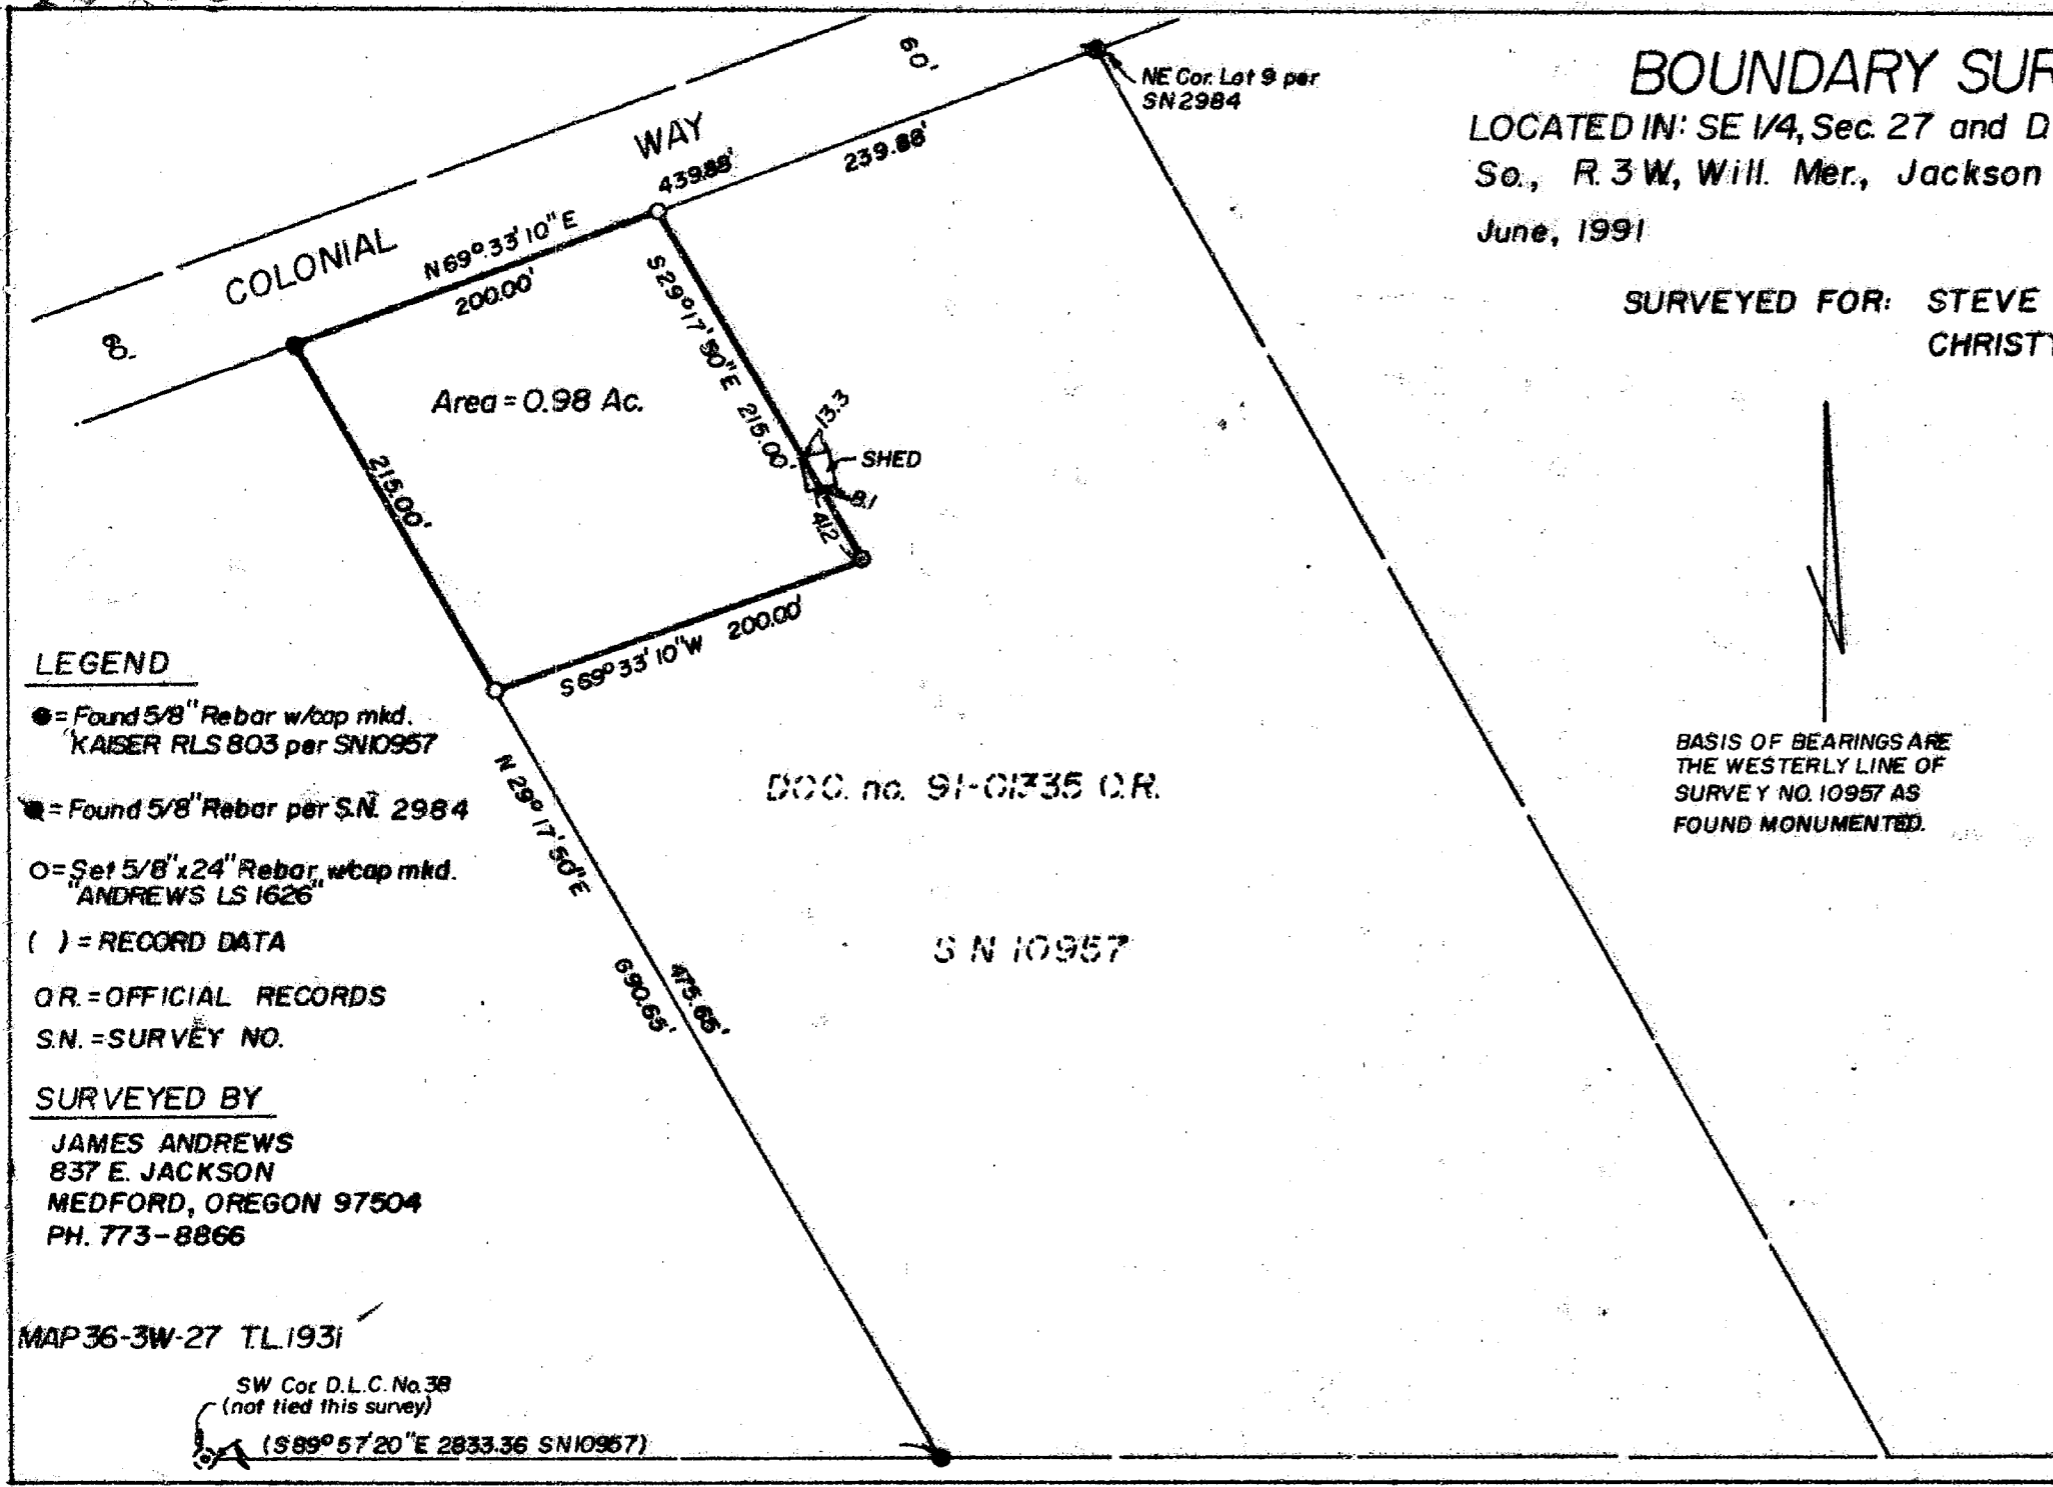 BOUNDARY SUR
LOCATED IN: SE 1/4, Sec. 27 and D
So., R. 3 W, Will. Mer., Jackson
June, 1991
SURVEYED FOR: STEVE
CHRISTY
NE Cor. Lot 9 per
SN 2984
60'
WAY
439.88'
239.88'
COLONIAL
N 69° 33' 10" E
200.00'
60'
S 29° 17' 50" E 215.00'
Area = 0.98 Ac.
13.3
SHED
8.1
41.2
215.00'
S 69° 33' 10" W 200.00'
LEGEND
= Found 5/8" Rebar w/cap mkd.
"KAISER RLS 803 per SN10957
= Found 5/8" Rebar per S.N. 2984
O = Set 5/8" x 24" Rebar w/cap mkd.
"ANDREWS LS 1626"
( ) = RECORD DATA
O.R. = OFFICIAL RECORDS
S.N. = SURVEY NO.
N 29° 17' 50" E
690.65'
475.65'
DOC. no. 91-01335 O.R.
S N 10957
BASIS OF BEARINGS ARE
THE WESTERLY LINE OF
SURVEY NO. 10957 AS
FOUND MONUMENTED.
SURVEYED BY
JAMES ANDREWS
837 E. JACKSON
MEDFORD, OREGON 97504
PH. 773-8866
MAP 36-3W-27 T.L. 1931
SW Cor. D.L.C. No. 38
(not tied this survey)
(S 89° 57' 20" E 2833.36 SN10957)